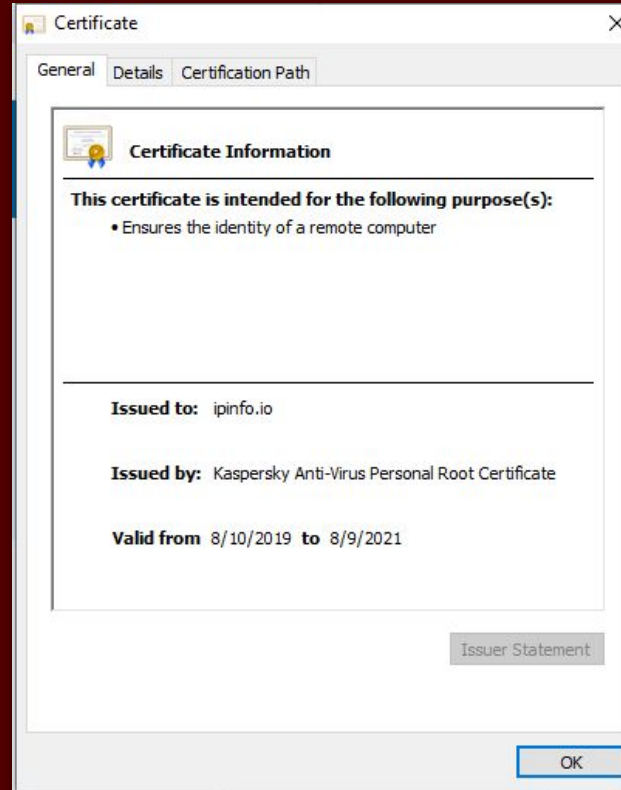 Certificate
General Details Certification Path
Certificate Information
This certificate is intended for the following purpose(s):
• Ensures the identity of a remote computer
Issued to: ipinfo.io
Issued by: Kaspersky Anti-Virus Personal Root Certificate
Valid from 8/10/2019 to 8/9/2021
Issuer Statement
OK